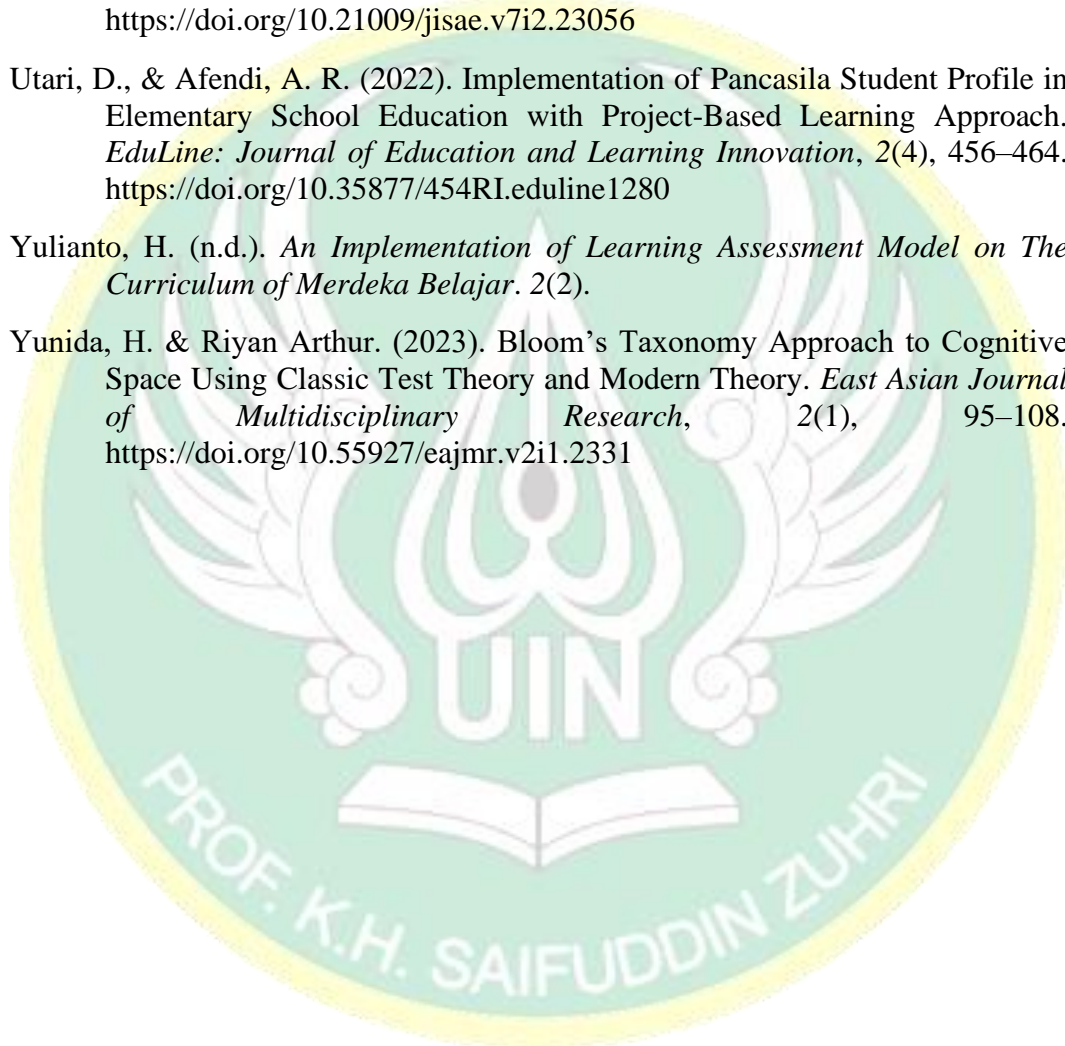 https://doi.org/10.21009/jisae.v7i2.23056
Utari, D., & Afendi, A. R. (2022). Implementation of Pancasila Student Profile in
Elementary School Education with Project-Based Learning Approach.
EduLine: Journal of Education and Learning Innovation, 2(4), 456–464.
https://doi.org/10.35877/454RI.eduline1280
Yulianto, H. (n.d.). An Implementation of Learning Assessment Model on The
Curriculum of Merdeka Belajar. 2(2).
Yunida, H. & Riyan Arthur. (2023). Bloom’s Taxonomy Approach to Cognitive
Space Using Classic Test Theory and Modern Theory. East Asian Journal
of Multidisciplinary Research, 2(1), 95–108.
https://doi.org/10.55927/eajmr.v2i1.2331
UIN
PROF. K.H. SAIFUDDIN ZUHRI